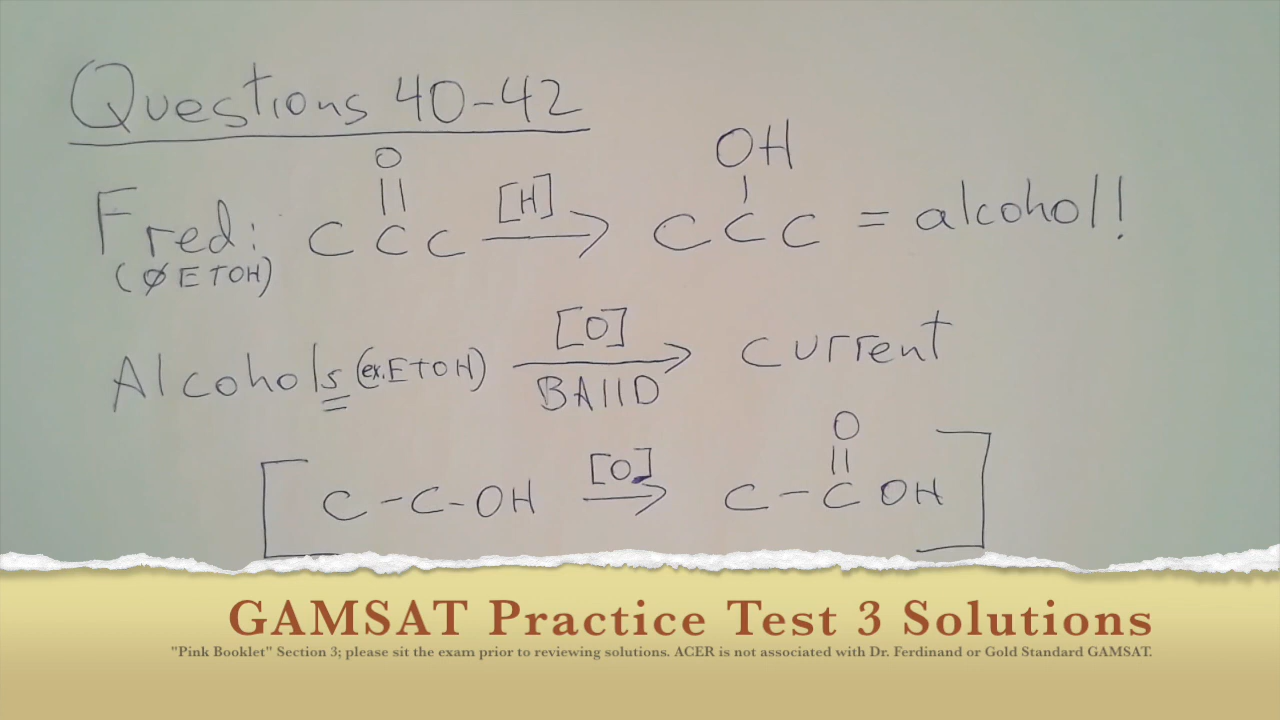 Questions 40-42
O
OH
Fred: C C C [H] → C C C = alcohol!
(∅ ETOH)
Alcohols (ex. ETOH) [O] → current
BAIID
O
[ C - C - OH [O] → C - C OH ]
GAMSAT Practice Test 3 Solutions
"Pink Booklet" Section 3; please sit the exam prior to reviewing solutions. ACER is not associated with Dr. Ferdinand or Gold Standard GAMSAT.